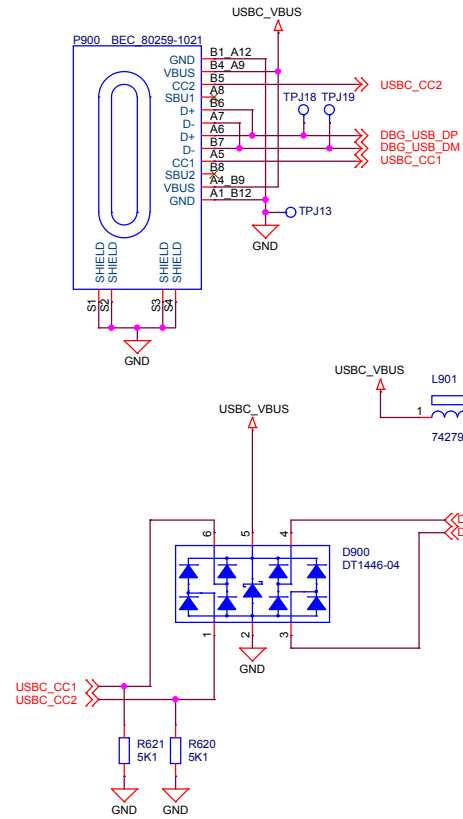 USBC_VBUS
P900 BEC_80259-1021
GND B1_A12
VBUS B4_A9
CC2 B5 USBC_CC2
SBU1 A8
D+ B6 TPJ18 TPJ19
D- A7
D+ A6 DBG_USB_DP
D- B7 DBG_USB_DM
CC1 A5 USBC_CC1
SBU2 B8
VBUS A4_B9
GND A1_B12
TPJ13
GND
SHIELD SHIELD SHIELD SHIELD
S1 S2 S3 S4
GND
USBC_VBUS L901
1
74279
USBC_VBUS
6 5 4
D
D
D900
DT1446-04
1 2 3
GND
USBC_CC1
USBC_CC2
R621 R620
5K1 5K1
GND GND